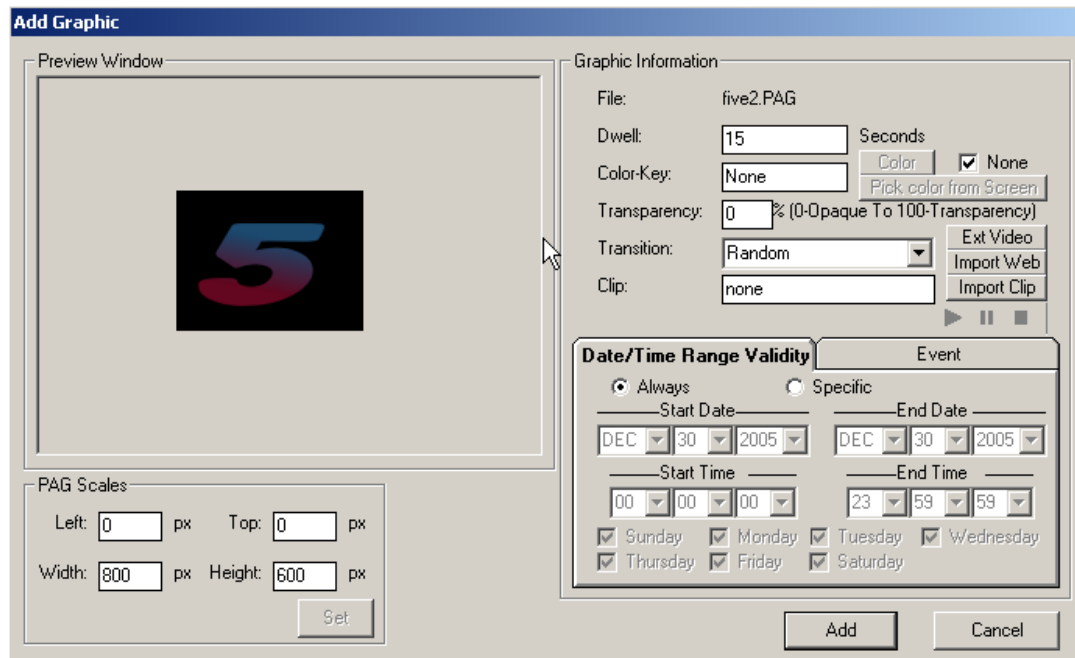 Add Graphic
Preview Window
5
PAG Scales
Left: 0 px Top: 0 px
Width: 800 px Height: 600 px
Set
Graphic Information
File: five2.PAG
Dwell: 15 Seconds
Color None
Color-Key: None
Pick color from Screen
Transparency: 0 % (0-Opaque To 100-Transparency)
Ext Video
Transition: Random
Import Web
Clip: none
Import Clip
Date/Time Range Validity Event
Always Specific
Start Date End Date
DEC 30 2005 DEC 30 2005
Start Time End Time
00 00 00 23 59 59
Sunday Monday Tuesday Wednesday
Thursday Friday Saturday
Add Cancel